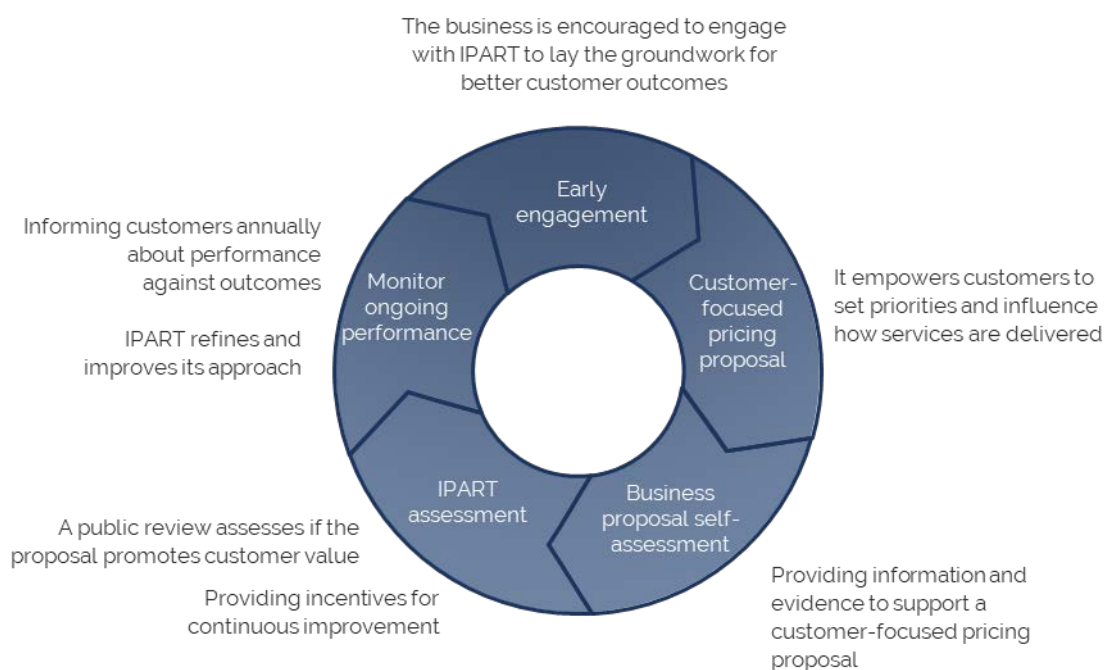 The business is encouraged to engage
with IPART to lay the groundwork for
better customer outcomes
Early
engagement
Customer-
focused
pricing
proposal
It empowers customers to
set priorities and influence
how services are delivered
Business
proposal self-
assessment
Providing information and
evidence to support a
customer-focused pricing
proposal
IPART
assessment
A public review assesses if the
proposal promotes customer value
Providing incentives for
continuous improvement
Monitor
ongoing
performance
Informing customers annually
about performance
against outcomes
IPART refines and
improves its approach